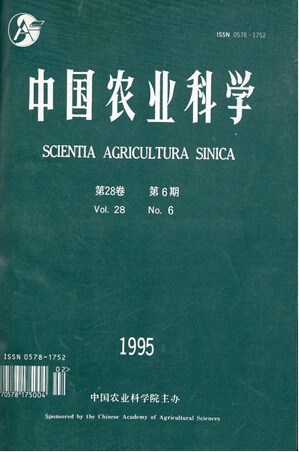 ISSN 0578-1752
中国农业科学
SCIENTIA AGRICULTURA SINICA
第28卷 第6期
Vol. 28 No. 6
ISSN 0578-1752
02>
1995
70578175004
中国农业科学院主办
Sponsored by the Chinese Academy of Agricultural Sciences